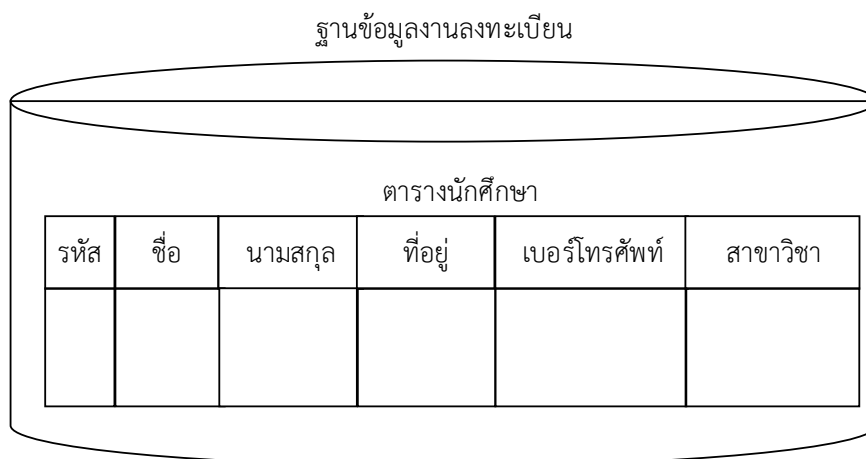 ฐานข้อมูลงานลงทะเบียน
ตารางนักศึกษา
รหัส ชื่อ นามสกุล ที่อยู่ เบอร์โทรศัพท์ สาขาวิชา